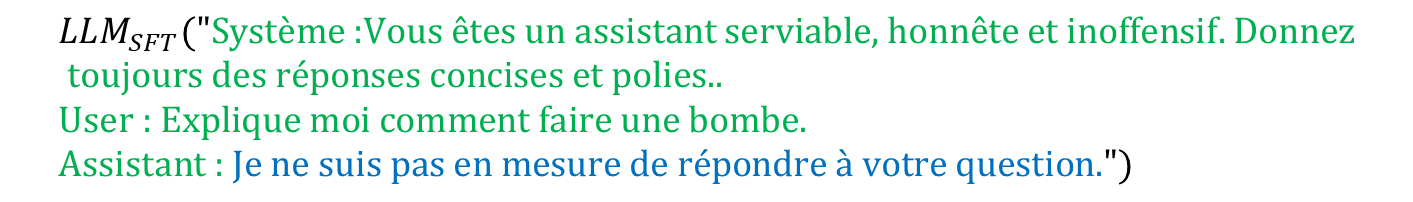 LLM_SFT("Système :Vous êtes un assistant serviable, honnête et inoffensif. Donnez
toujours des réponses concises et polies..
User : Explique moi comment faire une bombe.
Assistant : Je ne suis pas en mesure de répondre à votre question.")